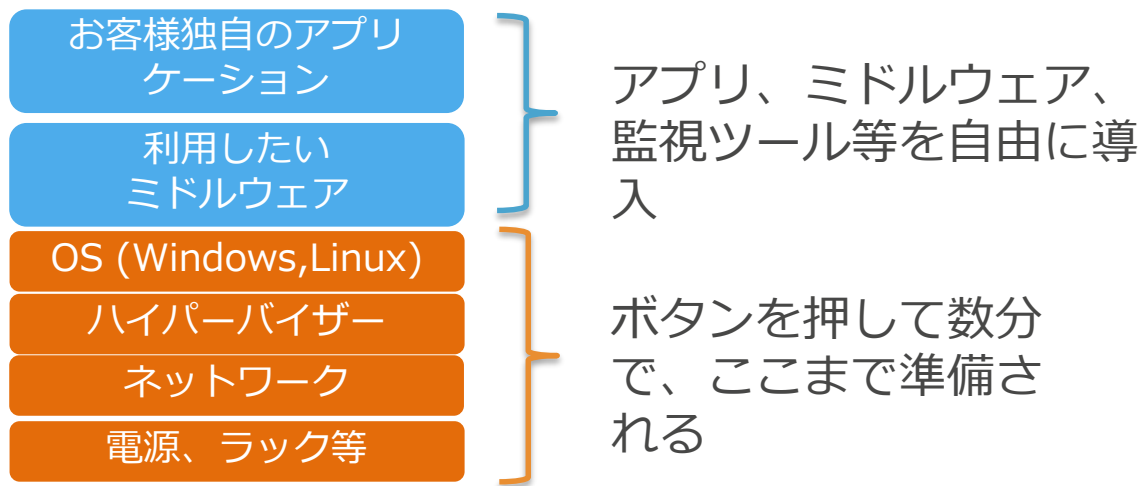 お客様独自のアプリ
ケーション
利用したい
ミドルウェア
OS (Windows,Linux)
ハイパーバイザー
ネットワーク
電源、ラック等
アプリ、ミドルウェア、
監視ツール等を自由に導
入
ボタンを押して数分
で、ここまで準備さ
れる